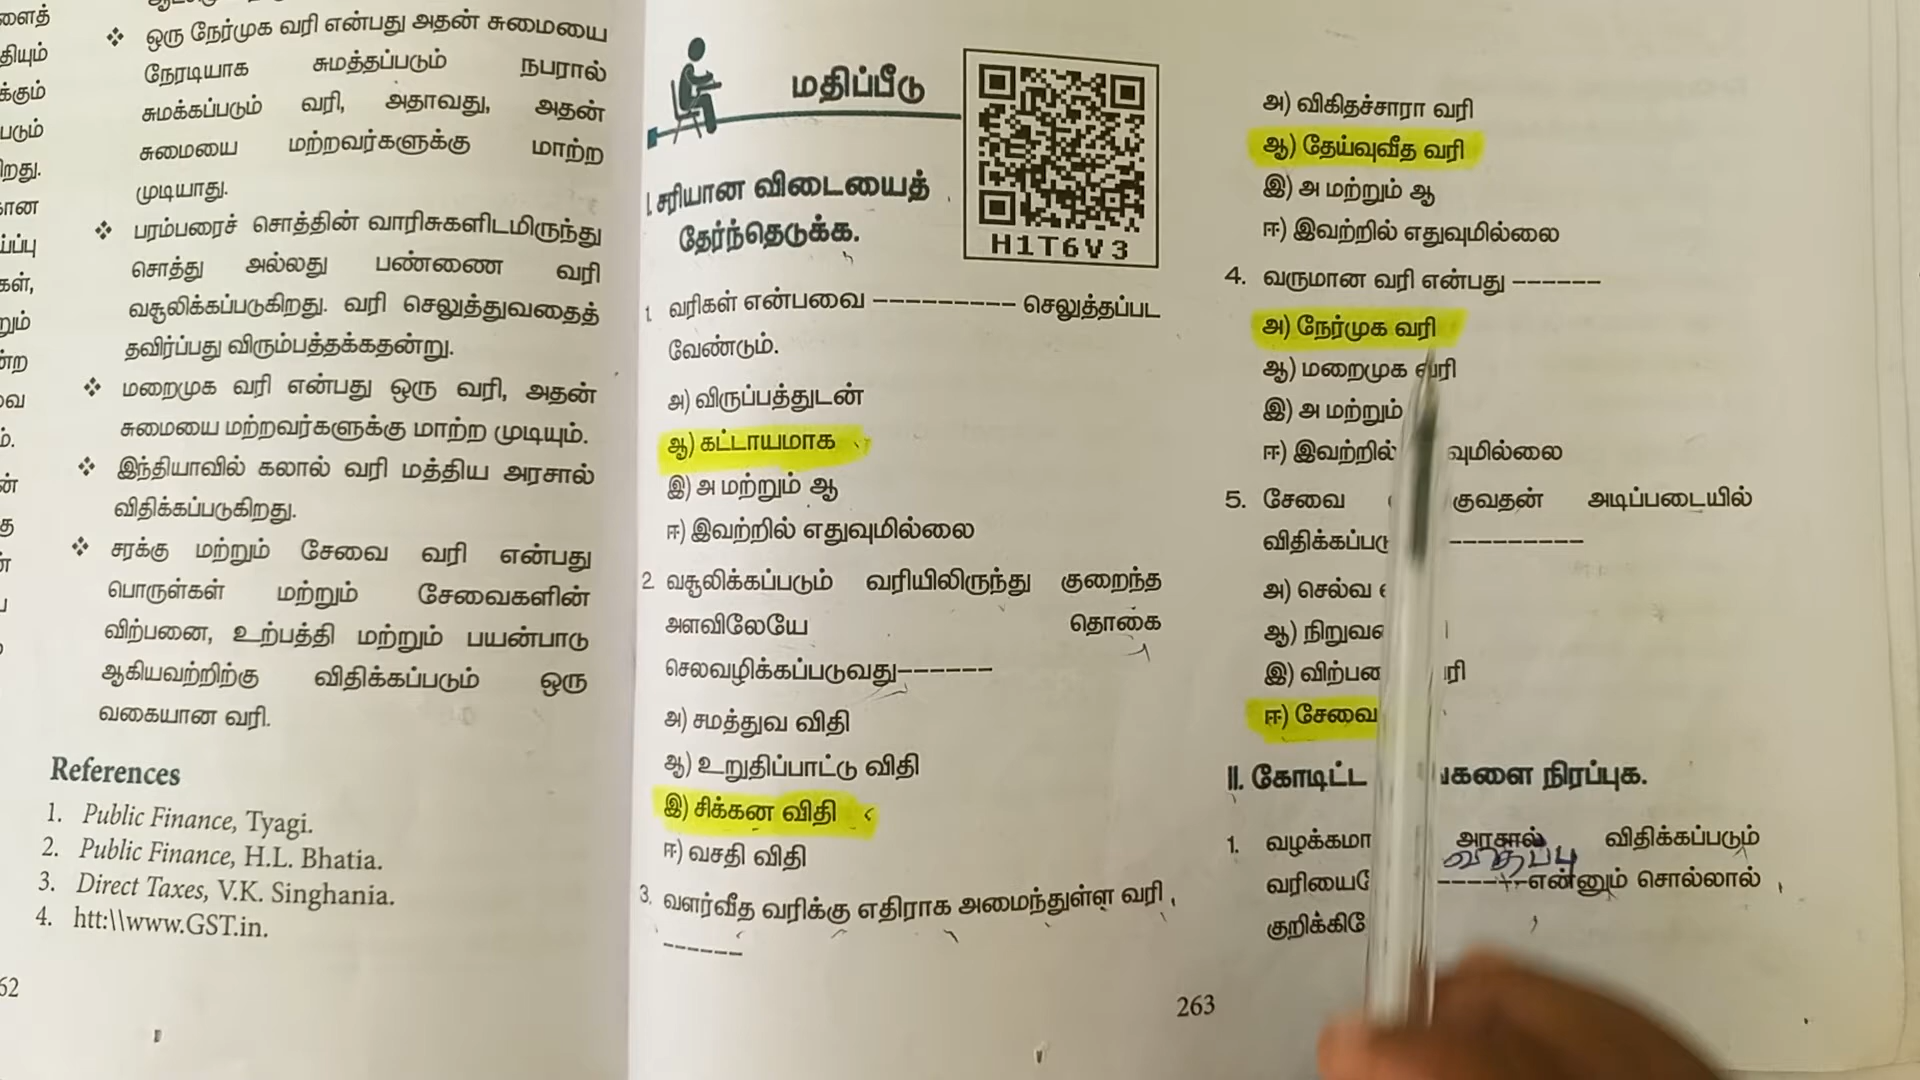 ளைத்
தியும்
க்கும்
படும்
றது.
ான
ய்ப்பு
கள்,
றும்
ன்ற
வை
ம்.
ன்
ஒரு நேர்முக வரி என்பது அதன் சுமையை
நேரடியாக சுமத்தப்படும் நபரால்
சுமக்கப்படும் வரி, அதாவது, அதன்
சுமையை மற்றவர்களுக்கு மாற்ற
முடியாது.
பரம்பரைச் சொத்தின் வாரிசுகளிடமிருந்து
சொத்து அல்லது பண்ணை வரி
வசூலிக்கப்படுகிறது. வரி செலுத்துவதைத்
தவிர்ப்பது விரும்பத்தக்கதன்று.
மறைமுக வரி என்பது ஒரு வரி, அதன்
சுமையை மற்றவர்களுக்கு மாற்ற முடியும்.
இந்தியாவில் கலால் வரி மத்திய அரசால்
விதிக்கப்படுகிறது.
சரக்கு மற்றும் சேவை வரி என்பது
பொருள்கள் மற்றும் சேவைகளின்
விற்பனை, உற்பத்தி மற்றும் பயன்பாடு
ஆகியவற்றிற்கு விதிக்கப்படும் ஒரு
வகையான வரி.
References
1. Public Finance, Tyagi.
2. Public Finance, H.L. Bhatia.
3. Direct Taxes, V.K. Singhania.
4. htt:\\www.GST.in.
62
மதிப்பீடு
H1T6V3
I. சரியான விடையைத்
தேர்ந்தெடுக்க.
1. வரிகள் என்பவை --------- செலுத்தப்பட
வேண்டும்.
அ) விருப்பத்துடன்
ஆ) கட்டாயமாக
இ) அ மற்றும் ஆ
ஈ) இவற்றில் எதுவுமில்லை
2. வசூலிக்கப்படும் வரியிலிருந்து குறைந்த
அளவிலேயே தொகை
செலவழிக்கப்படுவது------
அ) சமத்துவ விதி
ஆ) உறுதிப்பாட்டு விதி
இ) சிக்கன விதி
ஈ) வசதி விதி
3. வளர்வீத வரிக்கு எதிராக அமைந்துள்ள வரி
-----
263
அ) விகிதச்சாரா வரி
ஆ) தேய்வுவீத வரி
இ) அ மற்றும் ஆ
ஈ) இவற்றில் எதுவுமில்லை
4. வருமான வரி என்பது ------
அ) நேர்முக வரி
ஆ) மறைமுக வரி
இ) அ மற்றும்
ஈ) இவற்றில் வுமில்லை
5. சேவை குவதன் அடிப்படையில்
விதிக்கப்படு ---------
அ) செல்வ
ஆ) நிறுவன
இ) விற்பனை ரி
ஈ) சேவை
II. கோடிட்ட களை நிரப்புக.
1. வழக்கமா அரசால் விதிக்கப்படும்
வரியை ------என்னும் சொல்லால்